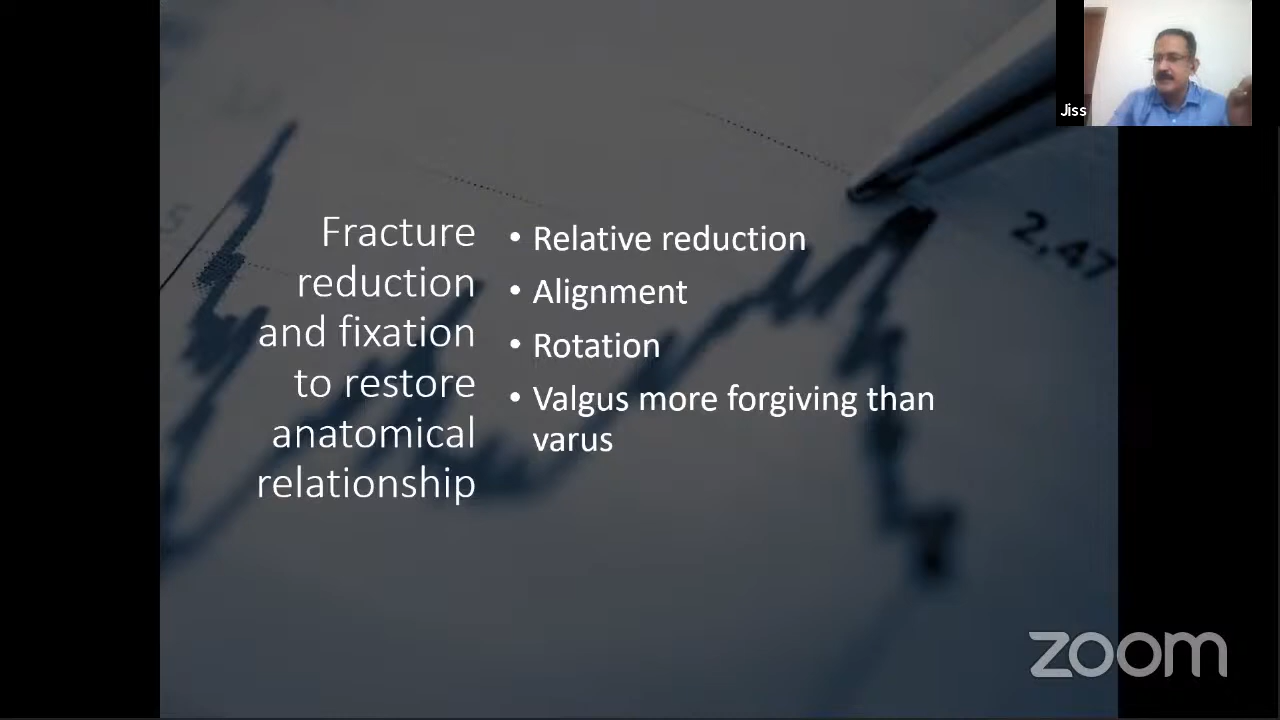 Jiss
Fracture
reduction
and fixation
to restore
anatomical
relationship
• Relative reduction
• Alignment
• Rotation
• Valgus more forgiving than
varus
2,47
zoom